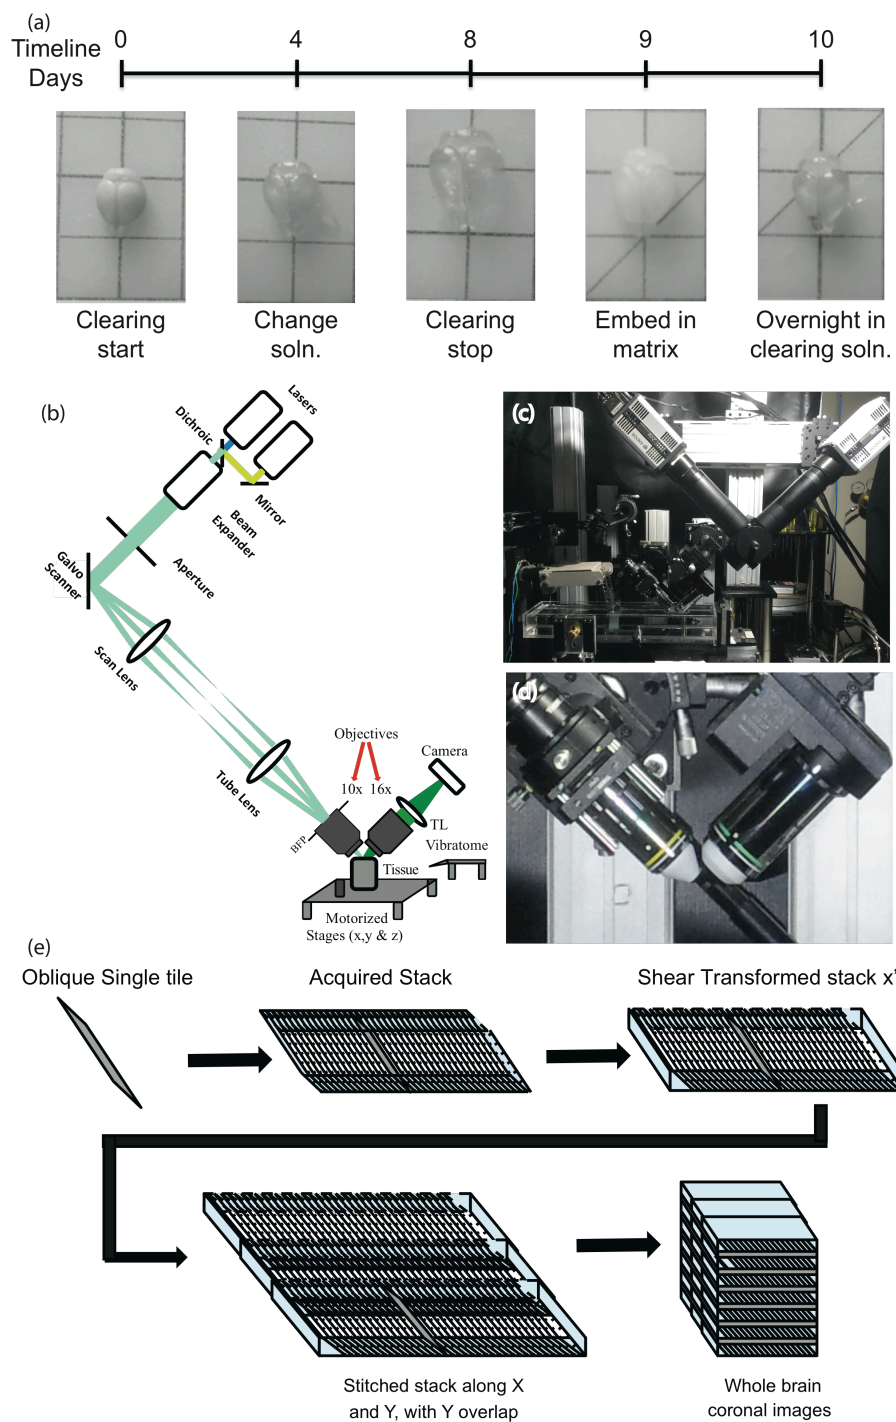 (a)
Timeline
Days
0
4
8
9
10
Clearing
start
Change
soln.
Clearing
stop
Embed in
matrix
Overnight in
clearing soln.
(b)
Lasers
Dichroic
Mirror
Beam
Expander
Aperture
Galvo
Scanner
Scan Lens
Tube Lens
Objectives
10x
16x
Camera
BFP
TL
Vibratome
Tissue
Motorized
Stages (x,y & z)
(c)
(d)
(e)
Oblique Single tile
Acquired Stack
Shear Transformed stack x'
Stitched stack along X
and Y, with Y overlap
Whole brain
coronal images